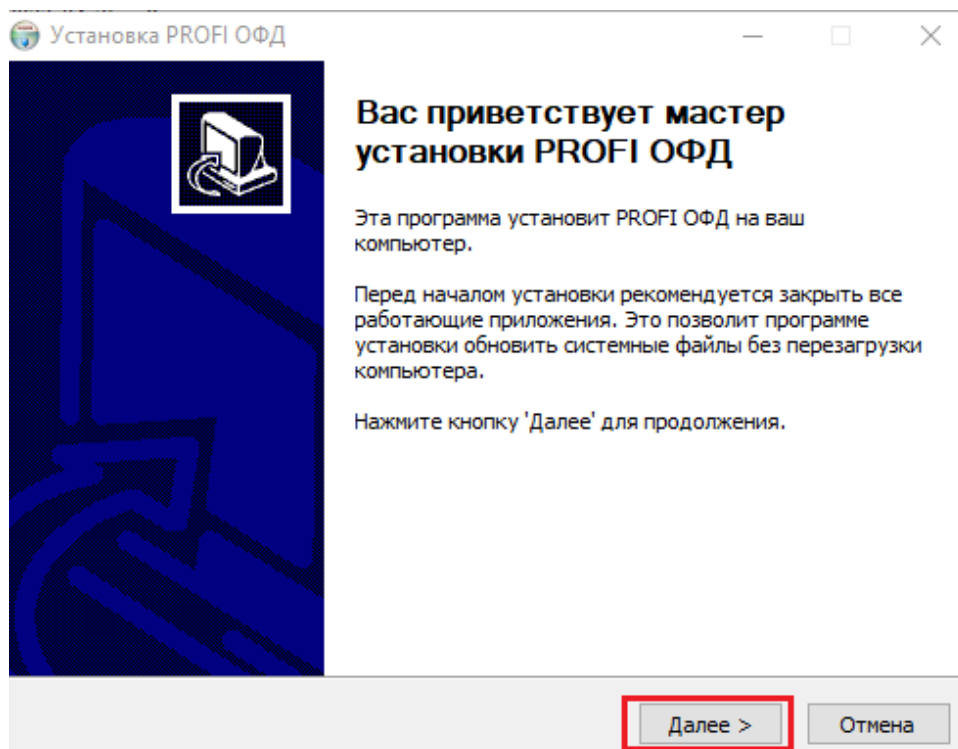 Установка PROFI ОФД
Вас приветствует мастер
установки PROFI ОФД
Эта программа установит PROFI ОФД на ваш
компьютер.
Перед началом установки рекомендуется закрыть все
работающие приложения. Это позволит программе
установки обновить системные файлы без перезагрузки
компьютера.
Нажмите кнопку 'Далее' для продолжения.
Далее >
Отмена